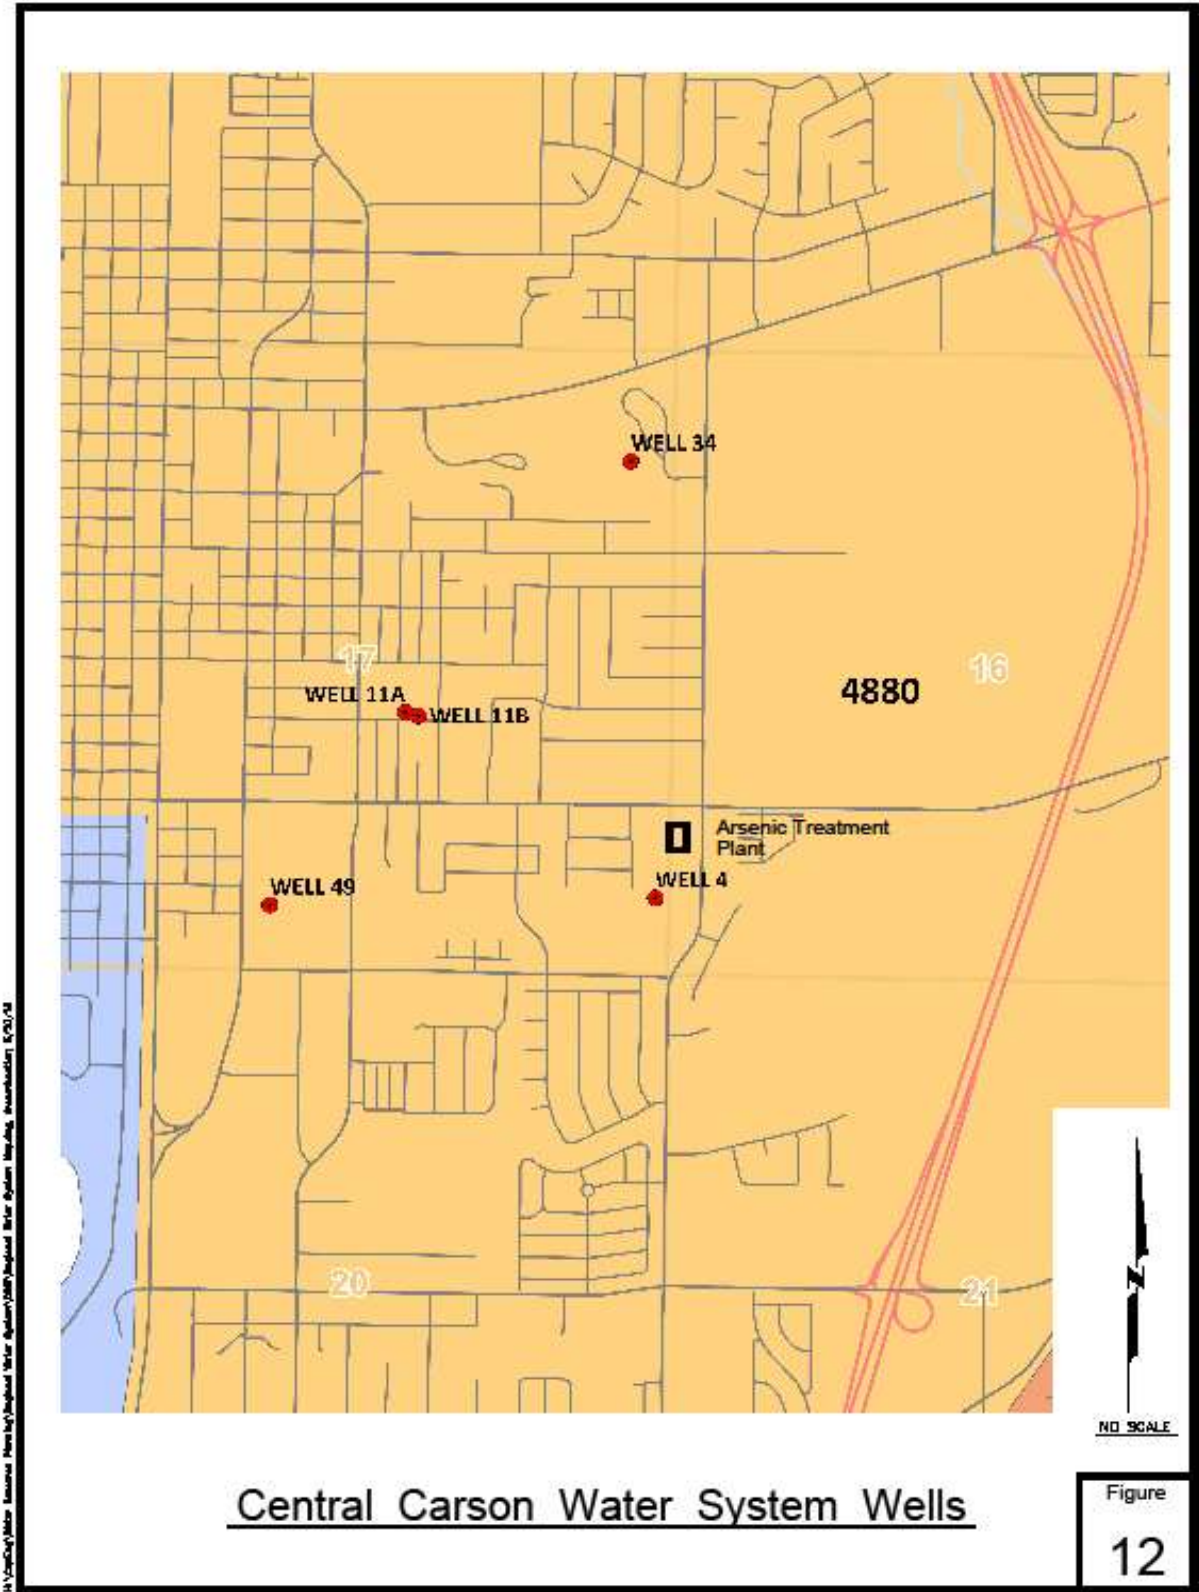 WELL 34
17
16
4880
WELL 11A
WELL 11B
Arsenic Treatment
Plant
WELL 49
WELL 4
20
21
N
NO SCALE
Central Carson Water System Wells
Figure
12